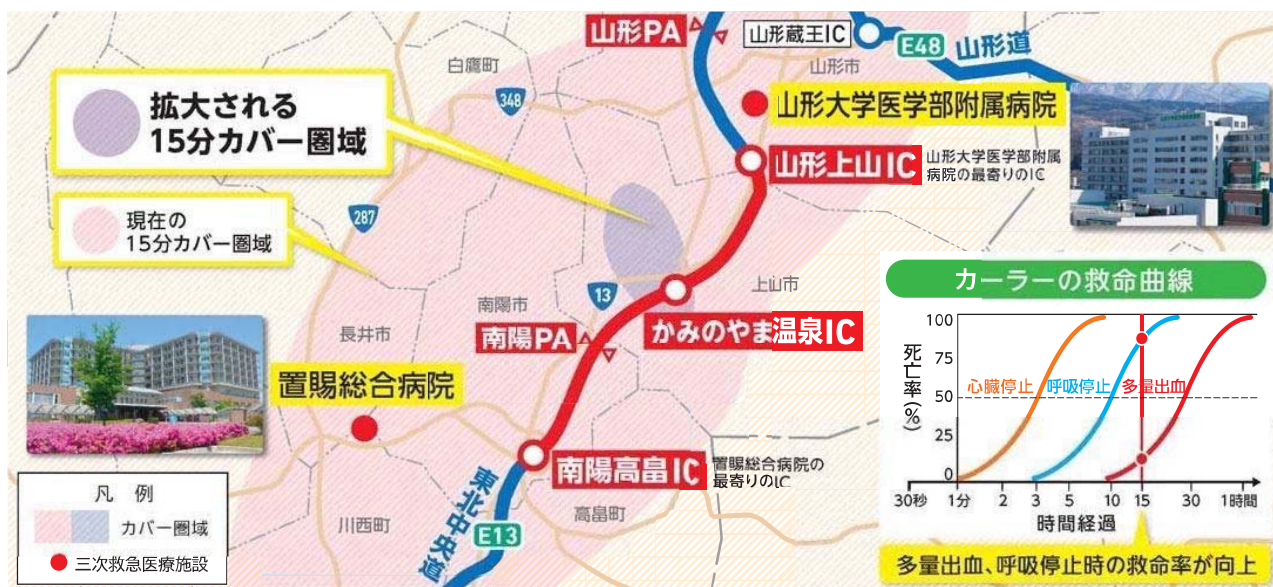 山形PA
山形蔵王IC
E48
山形道
白鷹町
山形市
348
拡大される
15分カバー圏域
山形大学医学部附属病院
山形上山IC
山形大学医学部附属
病院の最寄りのIC
287
現在の
15分カバー圏域
13
上山市
南陽市
かみのやま温泉IC
長井市
南陽PA
置賜総合病院
南陽高畠IC
置賜総合病院の
最寄りのIC
東北中央道
E13
川西町
高畠町
凡 例
カバー圏域
三次救急医療施設
カーラーの救命曲線
死亡率(%)
100
75
50
25
0
心臓停止
呼吸停止
多量出血
30秒 1分 2 3 5 10 15 30 1時間
時間経過
多量出血、呼吸停止時の救命率が向上